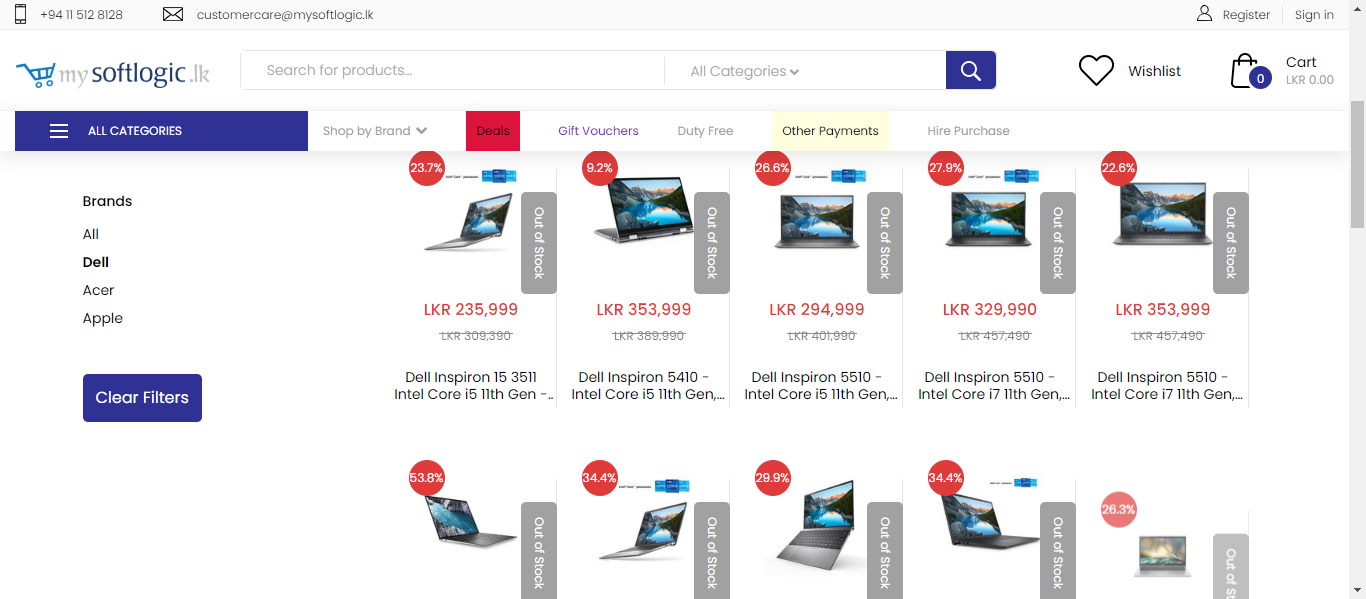 +94 11 512 8128
customercare@mysoftlogic.lk
Register
Sign in
my softlogic.lk
Search for products...
All Categories
Wishlist
0
Cart
LKR 0.00
ALL CATEGORIES
Shop by Brand
Deals
Gift Vouchers
Duty Free
Other Payments
Hire Purchase
Brands
All
Dell
Acer
Apple
Clear Filters
23.7%
Out of Stock
LKR 235,999
LKR 309,390
Dell Inspiron 15 3511
Intel Core i5 11th Gen -..
9.2%
Out of Stock
LKR 353,999
LKR 389,990
Dell Inspiron 5410 -
Intel Core i5 11th Gen,...
26.6%
Out of Stock
LKR 294,999
LKR 401,990
Dell Inspiron 5510 -
Intel Core i5 11th Gen,...
27.9%
Out of Stock
LKR 329,990
LKR 457,490
Dell Inspiron 5510 -
Intel Core i7 11th Gen,...
22.6%
Out of Stock
LKR 353,999
LKR 457,490
Dell Inspiron 5510 -
Intel Core i7 11th Gen,...
53.8%
Out of Stock
34.4%
Out of Stock
29.9%
Out of Stock
34.4%
Out of Stock
26.3%
Out of St